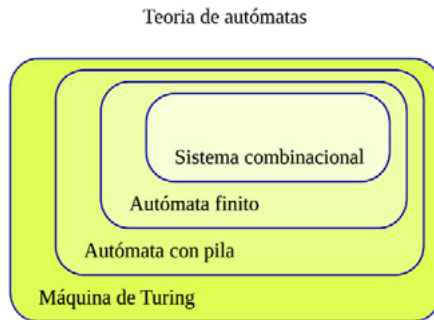 Teoria de autómatas
Sistema combinacional
Autómata finito
Autómata con pila
Máquina de Turing